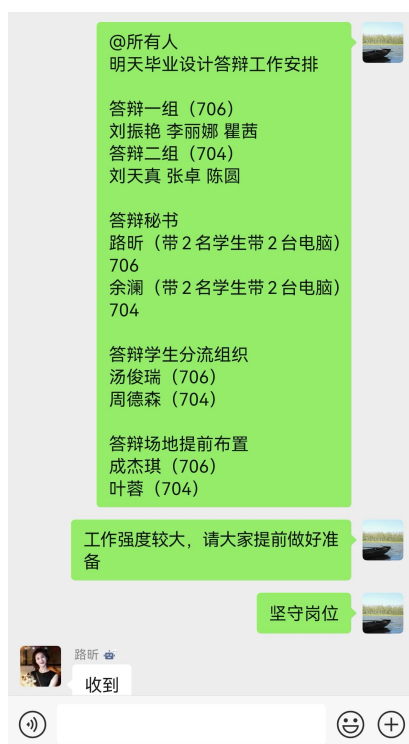 @所有人
明天毕业设计答辩工作安排
答辩一组（706）
刘振艳 李丽娜 瞿茜
答辩二组（704）
刘天真 张卓 陈圆
答辩秘书
路昕（带2名学生带2台电脑）
706
余澜（带2名学生带2台电脑）
704
答辩学生分流组织
汤俊瑞（706）
周德森（704）
答辩场地提前布置
成杰琪（706）
叶蓉（704）
工作强度较大，请大家提前做好准
备
坚守岗位
路昕
收到